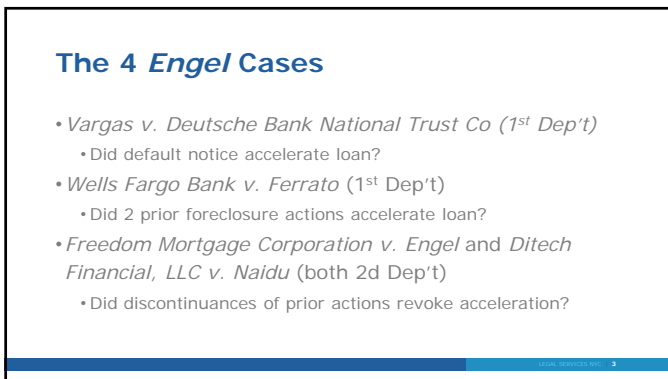 The 4 Engel Cases
• Vargas v. Deutsche Bank National Trust Co (1st Dep't)
• Did default notice accelerate loan?
• Wells Fargo Bank v. Ferrato (1st Dep't)
• Did 2 prior foreclosure actions accelerate loan?
• Freedom Mortgage Corporation v. Engel and Ditech
Financial, LLC v. Naidu (both 2d Dep't)
• Did discontinuances of prior actions revoke acceleration?
LEGAL SERVICES NYC 3